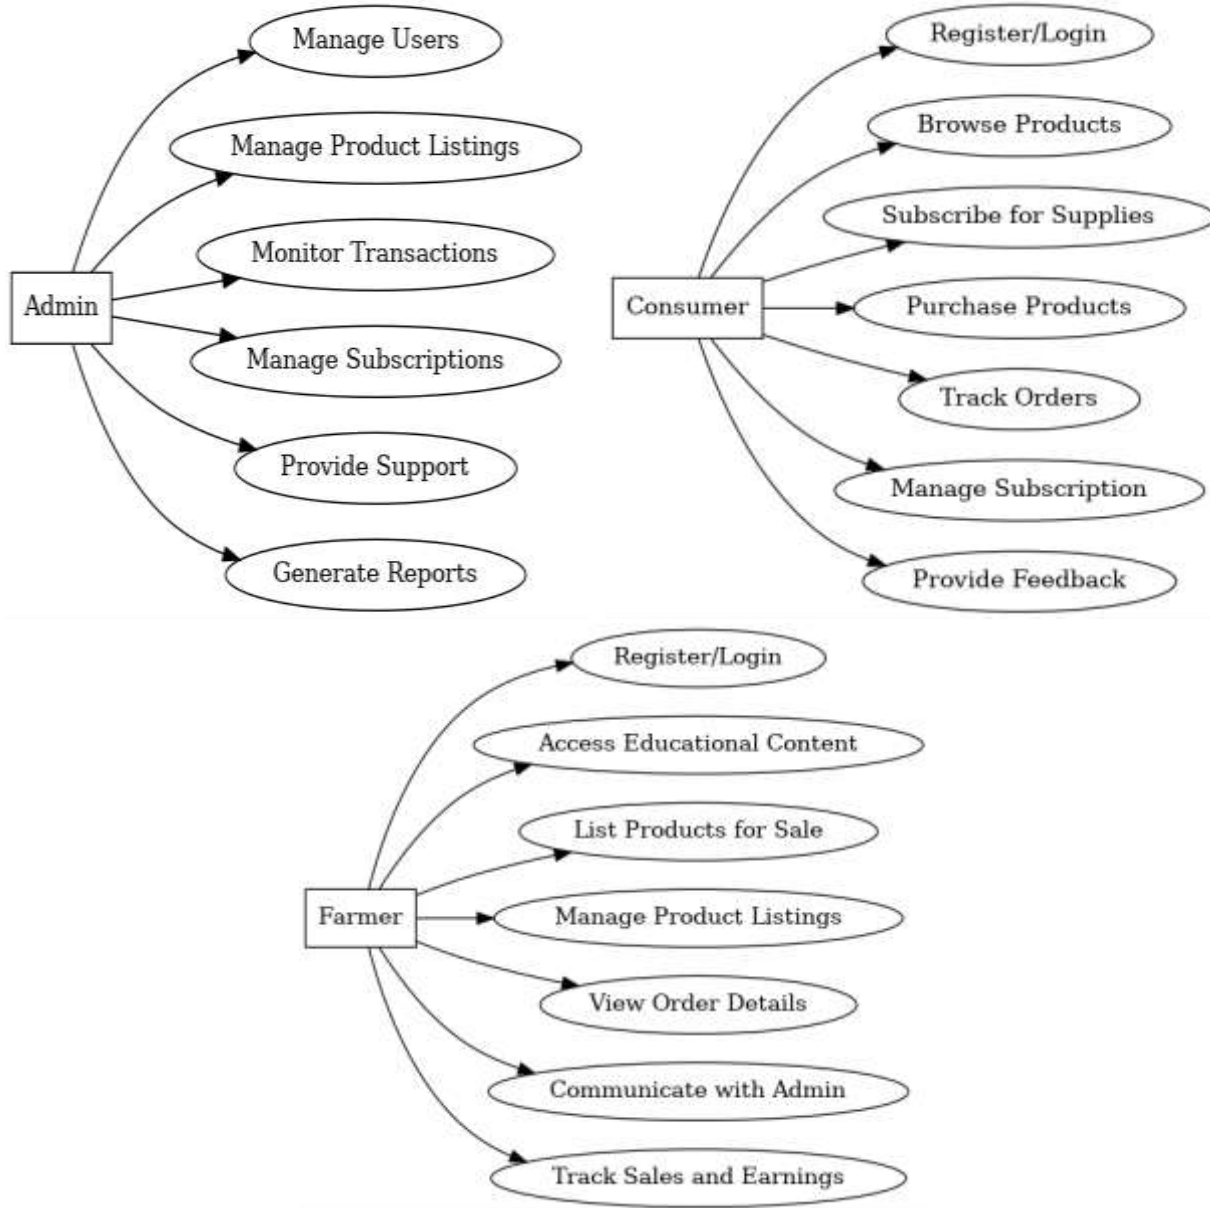 Manage Users
Manage Product Listings
Monitor Transactions
Admin
Manage Subscriptions
Provide Support
Generate Reports
Register/Login
Browse Products
Subscribe for Supplies
Consumer
Purchase Products
Track Orders
Manage Subscription
Provide Feedback
Register/Login
Access Educational Content
List Products for Sale
Farmer
Manage Product Listings
View Order Details
Communicate with Admin
Track Sales and Earnings